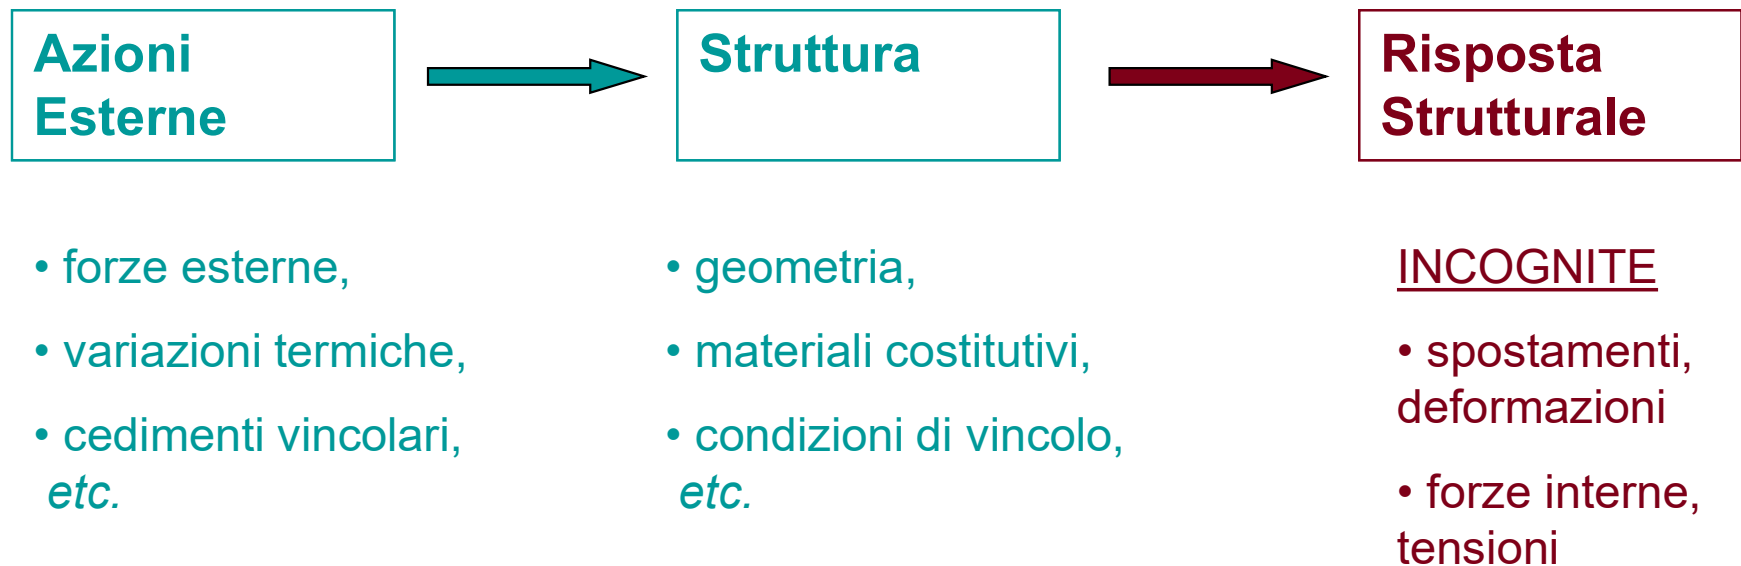 Azioni
Esterne
Struttura
Risposta
Strutturale
• forze esterne,
• variazioni termiche,
• cedimenti vincolari,
etc.
• geometria,
• materiali costitutivi,
• condizioni di vincolo,
etc.
INCOGNITE
• spostamenti,
deformazioni
• forze interne,
tensioni